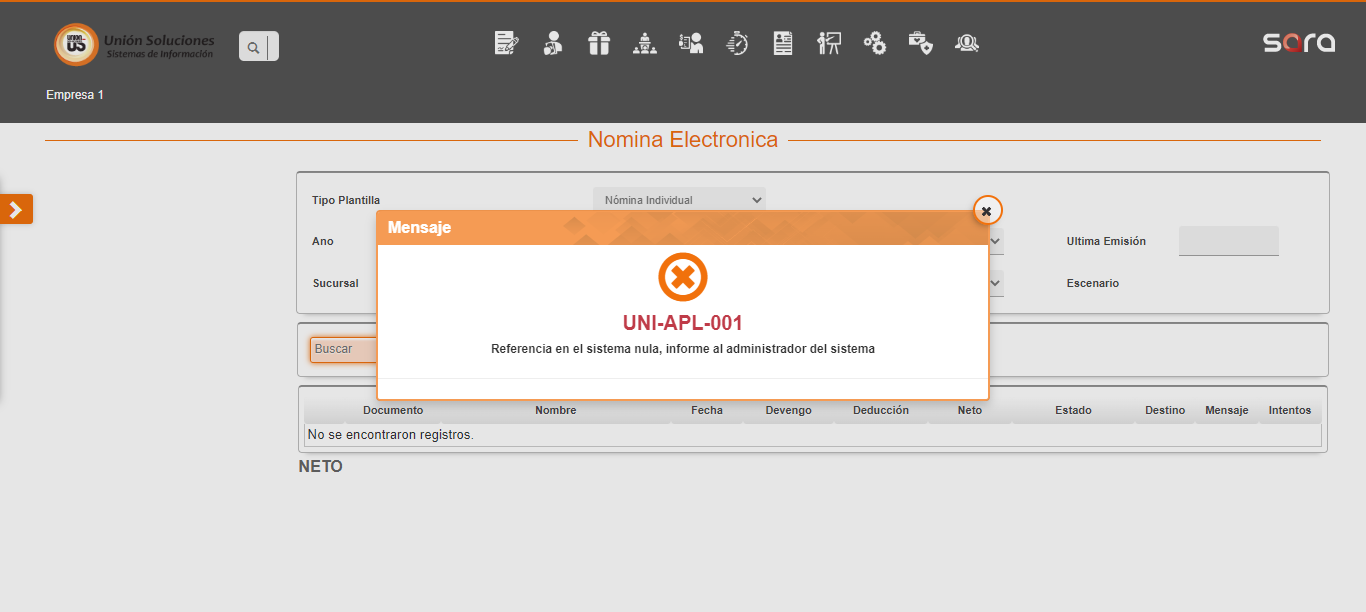 UNION
US
Unión Soluciones
Sistemas de Información
sara
Empresa 1
Nomina Electronica
Tipo Plantilla
Nómina Individual
Mensaje
Ano
Ultima Emisión
Sucursal
Escenario
UNI-APL-001
Referencia en el sistema nula, informe al administrador del sistema
Buscar
Documento Nombre Fecha Devengo Deducción Neto Estado Destino Mensaje Intentos
No se encontraron registros.
NETO